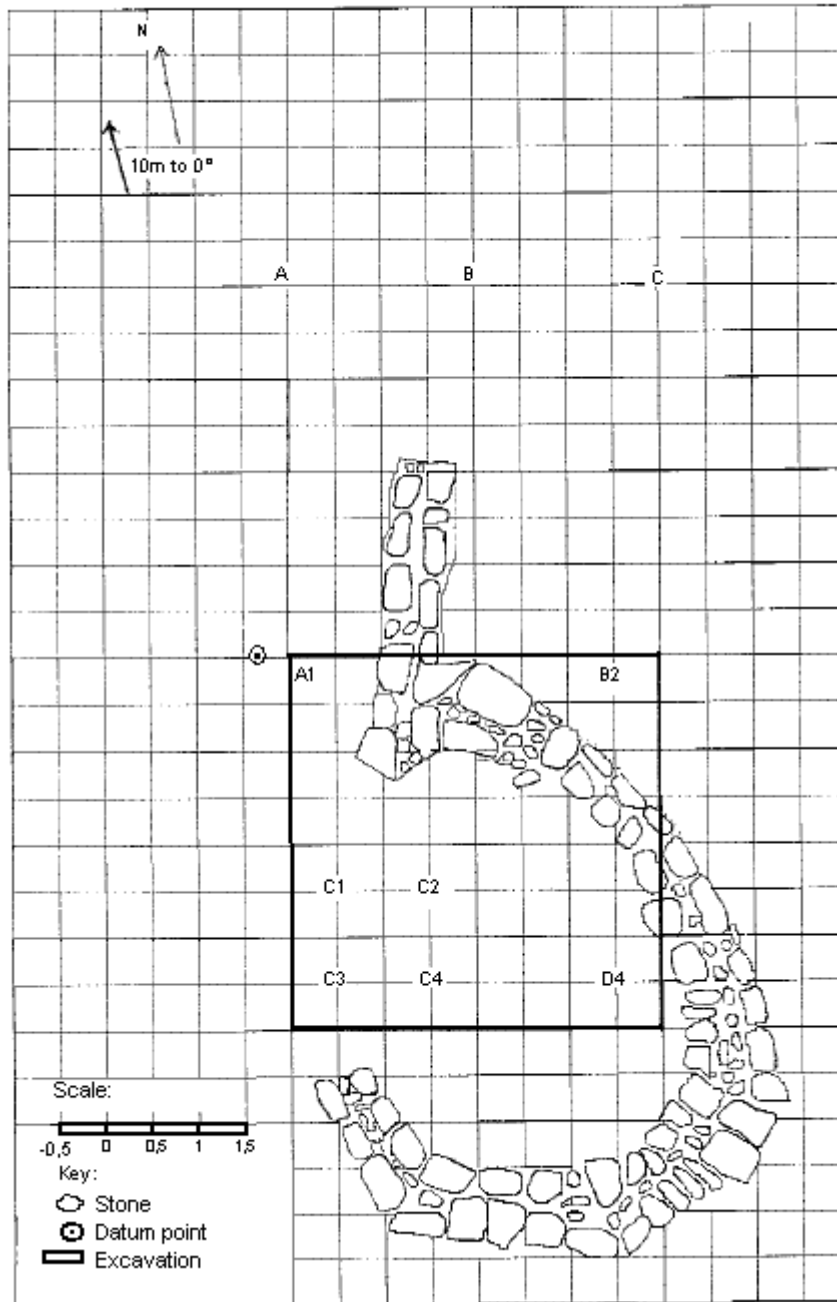 N
10m to 0°
A B C
A1 B2
C1 C2
C3 C4 D4
Scale:
-0,5 0 0,5 1 1,5
Key:
Stone
Datum point
Excavation